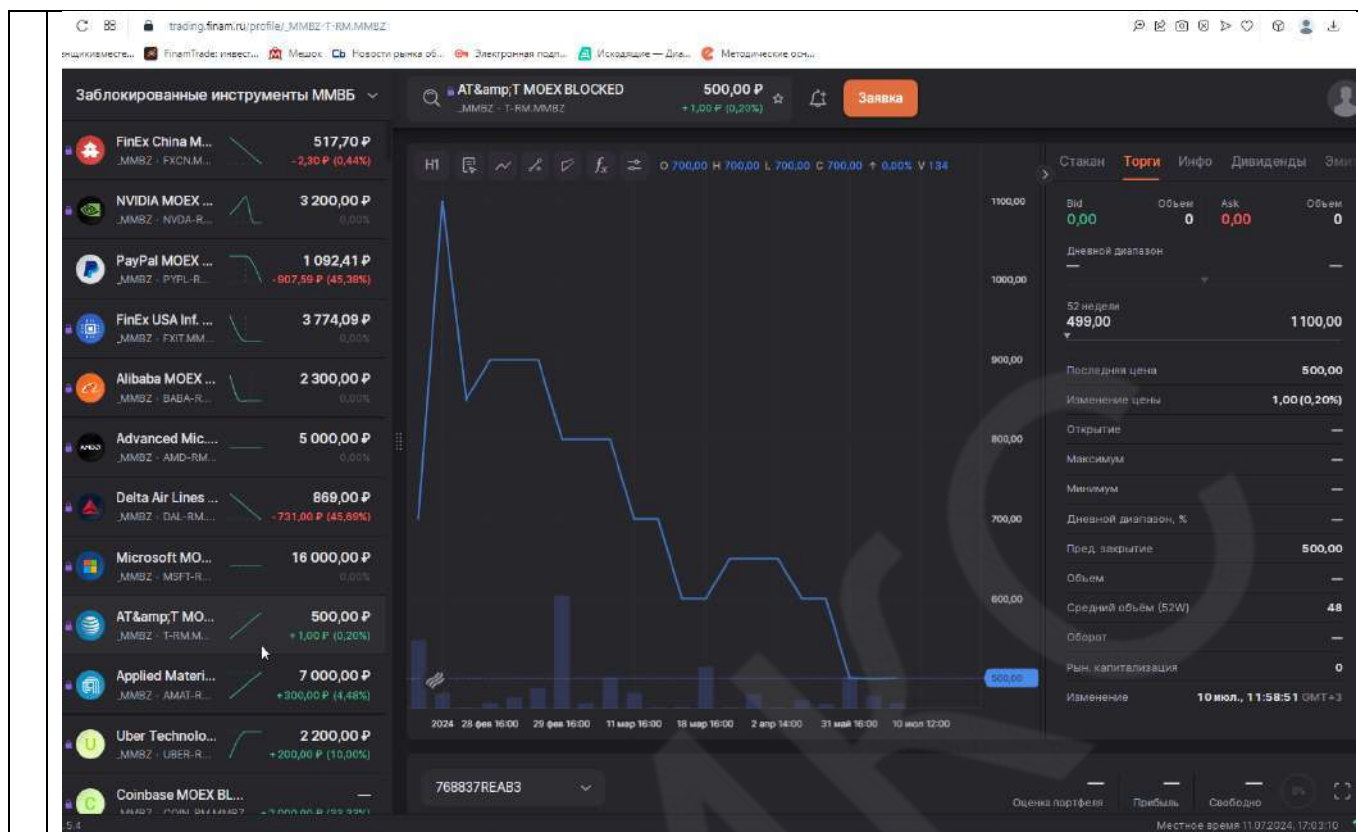 trading.finam.ru/profile/_MMBZ-T-RM.MMBZ
FinamTrade: инвест... Мешок Сb Новости рынка об... Электронная подп... Исходящие — Диа... Методические осн...
Заблокированные инструменты ММВБ
AT&amp;T MOEX BLOCKED 500,00 ₽
_MMBZ - T-RM.MMBZ +1,00 ₽ (0,20%)
Заявка
FinEx China M... 517,70 ₽
_MMBZ - FXCN.M... -2,30 ₽ (0,44%)
NVIDIA MOEX ... 3 200,00 ₽
_MMBZ - NVDA-R... 0,00%
PayPal MOEX ... 1 092,41 ₽
_MMBZ - PYPL-R... -907,59 ₽ (45,38%)
FinEx USA Inf. ... 3 774,09 ₽
_MMBZ - FXIT.MM... 0,00%
Alibaba MOEX ... 2 300,00 ₽
_MMBZ - BABA-R... 0,00%
Advanced Mic.... 5 000,00 ₽
_MMBZ - AMD-RM... 0,00%
Delta Air Lines ... 869,00 ₽
_MMBZ - DAL-RM.... -731,00 ₽ (45,69%)
Microsoft MO... 16 000,00 ₽
_MMBZ - MSFT-R... 0,00%
AT&amp;T MO... 500,00 ₽
_MMBZ - T-RM.M... +1,00 ₽ (0,20%)
Applied Materi... 7 000,00 ₽
_MMBZ - AMAT-R... +300,00 ₽ (4,48%)
Uber Technolo... 2 200,00 ₽
_MMBZ - UBER-R... +200,00 ₽ (10,00%)
Coinbase MOEX BL... —
H1 fx O 700,00 H 700,00 L 700,00 C 700,00 ↑ 0,00% V 134
1100,00
1000,00
900,00
800,00
700,00
600,00
500,00
2024 28 фев 16:00 29 фев 16:00 11 мар 16:00 18 мар 16:00 2 апр 14:00 31 май 16:00 10 июл 12:00
768837REAB3
Стакан Торги Инфо Дивиденды Эми
Bid Объем Ask Объем
0,00 0 0,00 0
Дневной диапазон
— —
52 недели
499,00 1100,00
Последняя цена 500,00
Изменение цены 1,00 (0,20%)
Открытие —
Максимум —
Минимум —
Дневной диапазон, % —
Пред. закрытие 500,00
Объем —
Средний объём (52W) 48
Оборот —
Рын. капитализация 0
Изменение 10 июл., 11:58:51 GMT+3
— — —
Оценка портфеля Прибыль Свободно
Местное время 11.07.2024, 17:03:10